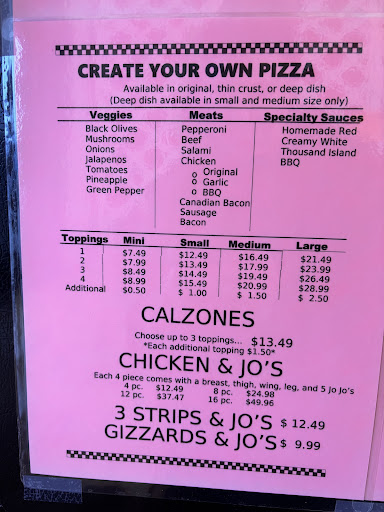 CREATE YOUR OWN PIZZA
Available in original, thin crust, or deep dish
(Deep dish available in small and medium size only)
Veggies Meats Specialty Sauces
Black Olives Pepperoni Homemade Red
Mushrooms Beef Creamy White
Onions Salami Thousand Island
Jalapenos Chicken BBQ
Tomatoes o Original
Pineapple o Garlic
Green Pepper o BBQ
Canadian Bacon
Sausage
Bacon
Toppings Mini Small Medium Large
1 $7.49 $12.49 $16.49 $21.49
2 $7.99 $13.49 $17.99 $23.99
3 $8.49 $14.49 $19.49 $26.49
4 $8.99 $15.49 $20.99 $28.99
Additional $0.50 $ 1.00 $ 1.50 $ 2.50
CALZONES
Choose up to 3 toppings... $13.49
*Each additional topping $1.50*
CHICKEN & JO'S
Each 4 piece comes with a breast, thigh, wing, leg, and 5 Jo Jo's
4 pc. $12.49 8 pc. $24.98
12 pc. $37.47 16 pc. $49.96
3 STRIPS & JO'S $ 12.49
GIZZARDS & JO'S $ 9.99